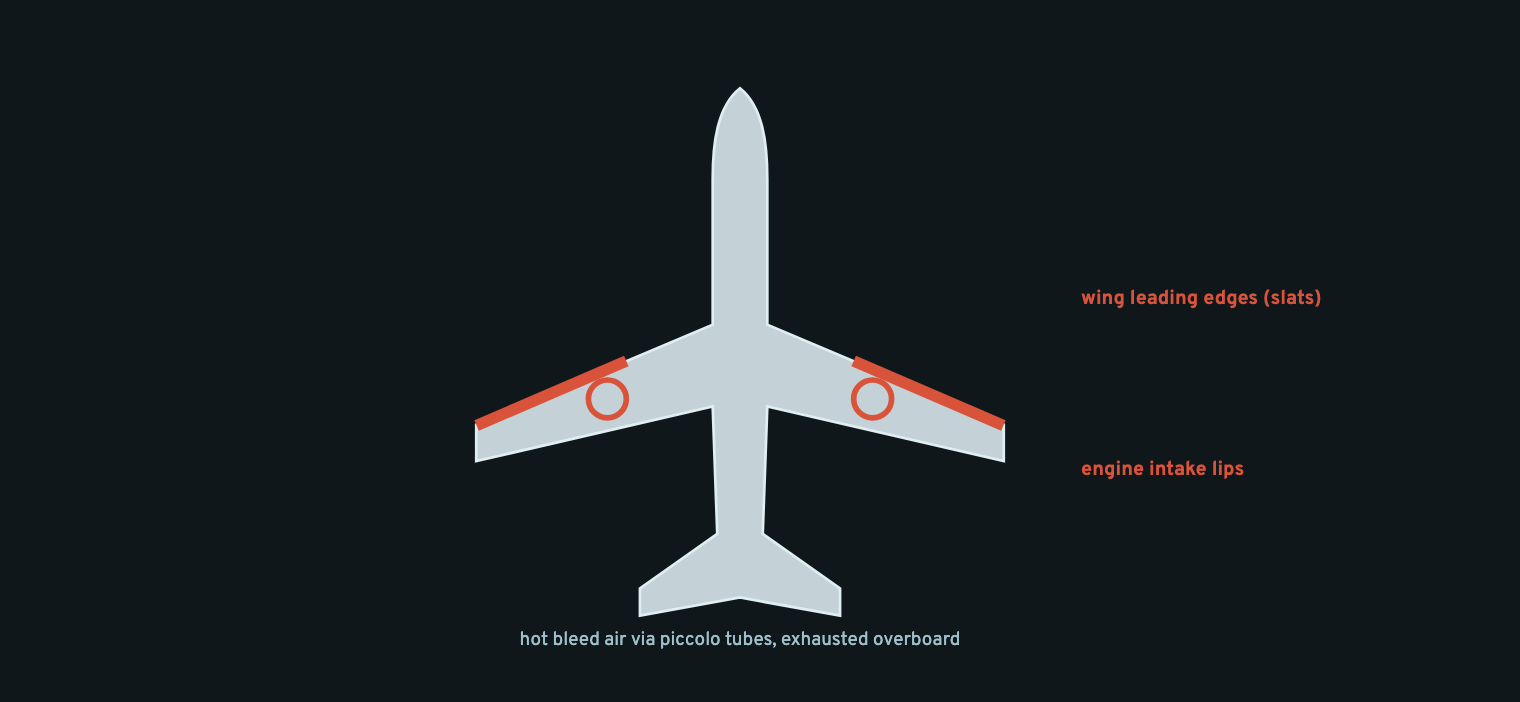 wing leading edges (slats)
engine intake lips
hot bleed air via piccolo tubes, exhausted overboard